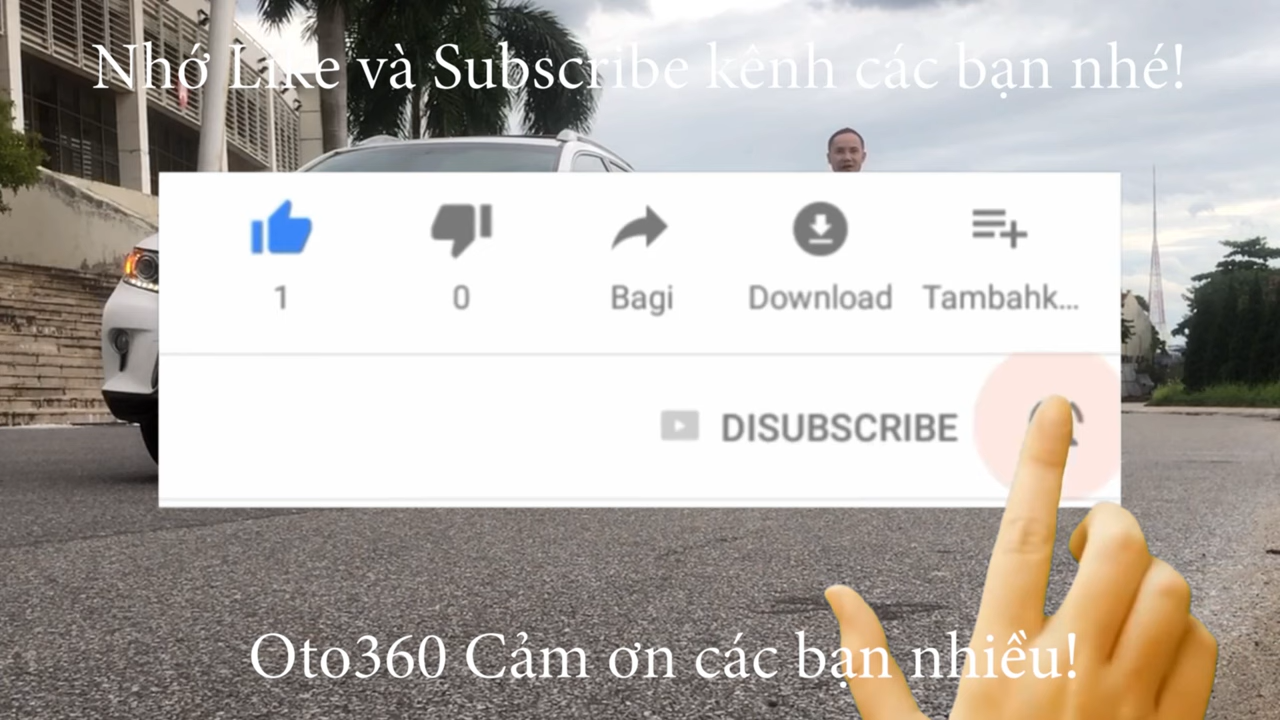 Nhớ Like và Subscribe kênh các bạn nhé!
1 0 Bagi Download Tambahk...
DISUBSCRIBE
Oto360 Cảm ơn các bạn nhiều!